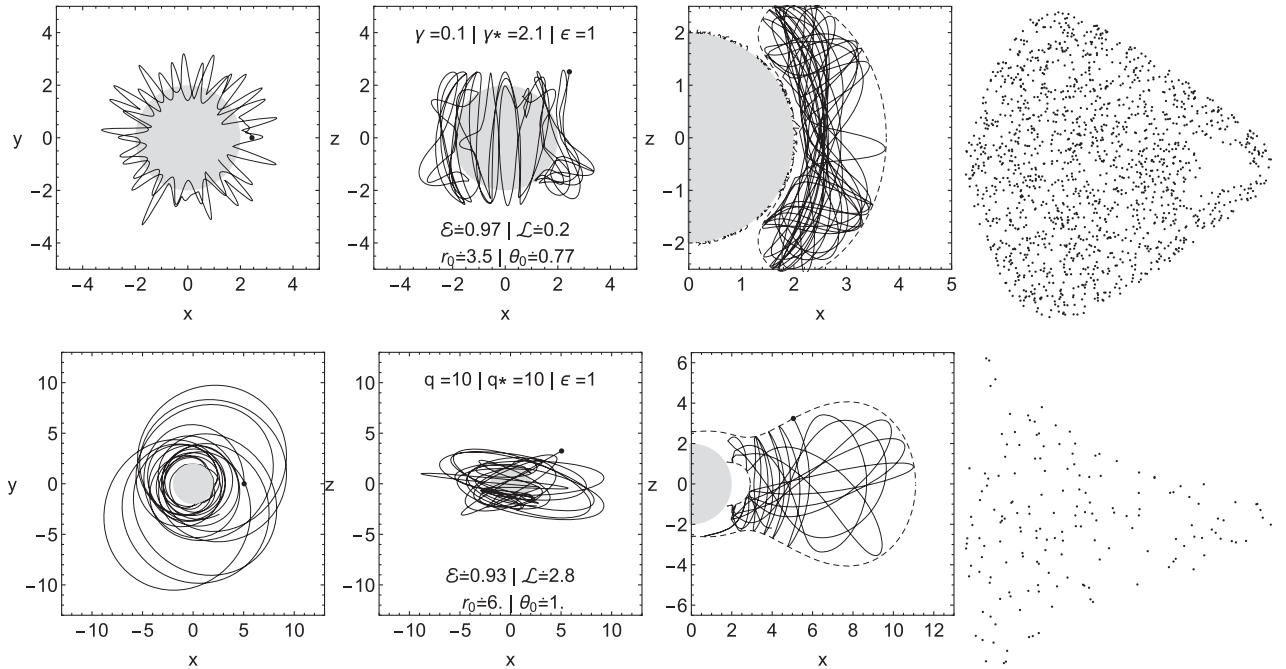 4
2
y 0
−2
−4
−4 −2 0 2 4
x
4
2
z 0
−2
−4
γ =0.1 | γ* =2.1 | ϵ =1
ℰ≐0.97 | ℒ≐0.2
r₀≐3.5 | θ₀≐0.77
−4 −2 0 2 4
x
2
1
z 0
−1
−2
0 1 2 3 4 5
x
10
5
y 0
−5
−10
−10 −5 0 5 10
x
10
5
z 0
−5
−10
q =10 | q* =10 | ϵ =1
ℰ≐0.93 | ℒ≐2.8
r₀≐6. | θ₀≐1.
−10 −5 0 5 10
x
6
4
2
z 0
−2
−4
−6
0 2 4 6 8 10 12
x